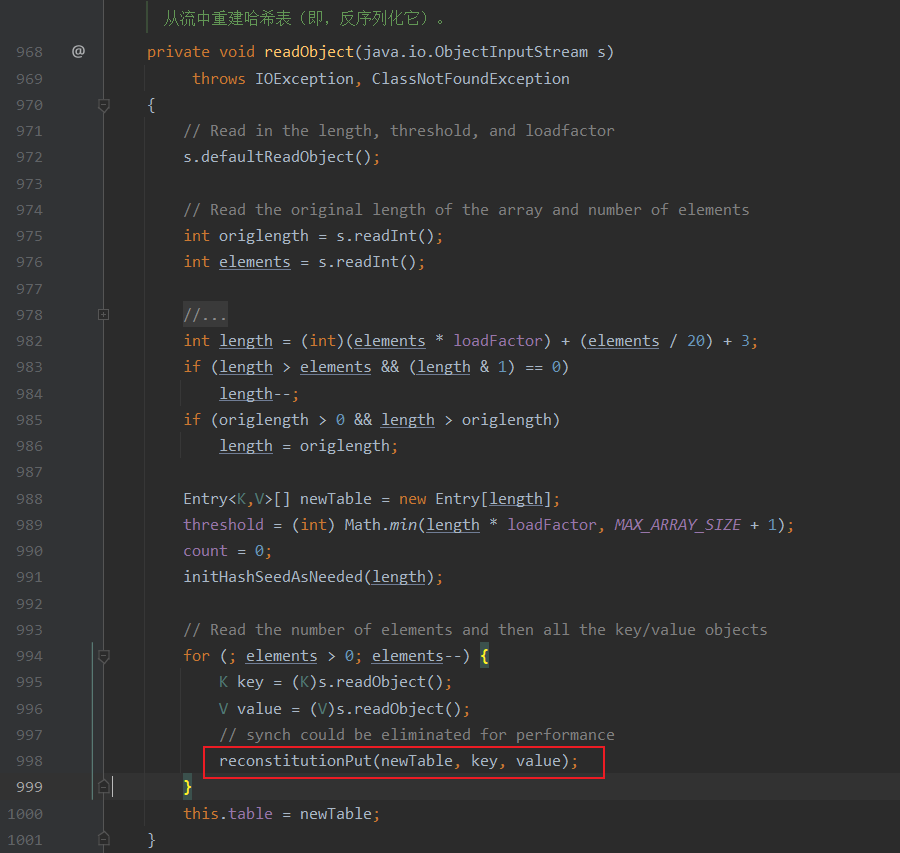 从流中重建哈希表（即，反序列化它）。
968 @ private void readObject(java.io.ObjectInputStream s)
969 throws IOException, ClassNotFoundException
970 {
971 // Read in the length, threshold, and loadfactor
972 s.defaultReadObject();
973
974 // Read the original length of the array and number of elements
975 int origlength = s.readInt();
976 int elements = s.readInt();
977
978 //...
982 int length = (int)(elements * loadFactor) + (elements / 20) + 3;
983 if (length > elements && (length & 1) == 0)
984 length--;
985 if (origlength > 0 && length > origlength)
986 length = origlength;
987
988 Entry<K,V>[] newTable = new Entry[length];
989 threshold = (int) Math.min(length * loadFactor, MAX_ARRAY_SIZE + 1);
990 count = 0;
991 initHashSeedAsNeeded(length);
992
993 // Read the number of elements and then all the key/value objects
994 for (; elements > 0; elements--) {
995 K key = (K)s.readObject();
996 V value = (V)s.readObject();
997 // synch could be eliminated for performance
998 reconstitutionPut(newTable, key, value);
999 }
1000 this.table = newTable;
1001 }